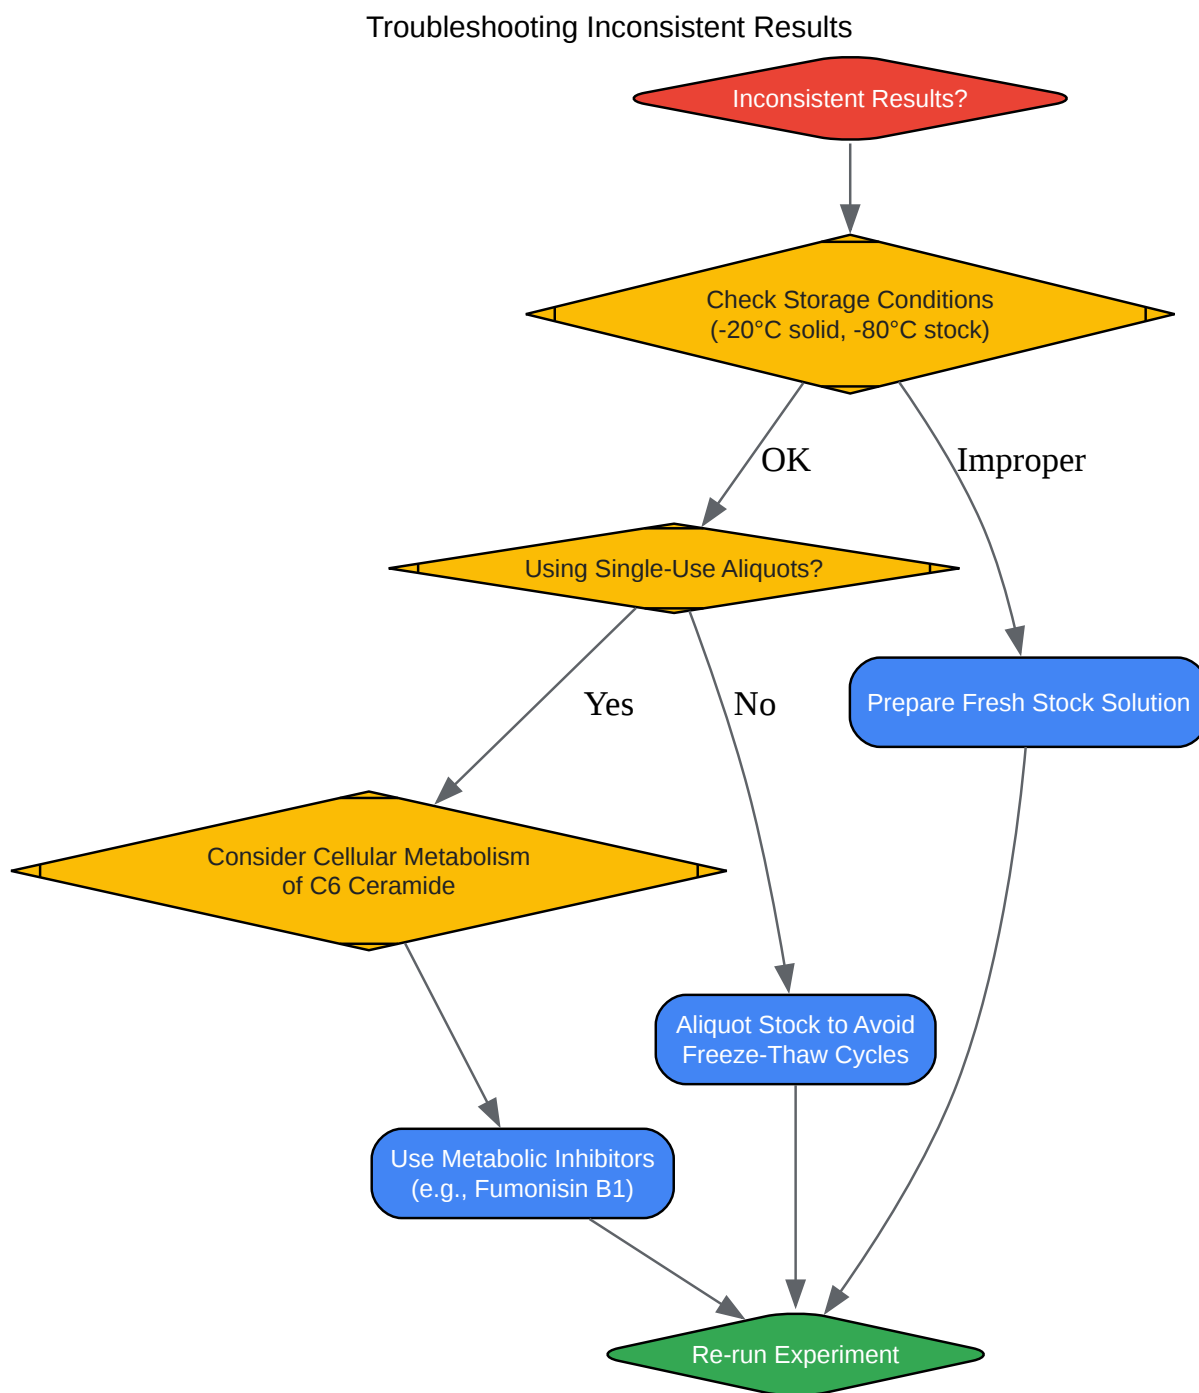 Troubleshooting Inconsistent Results
Inconsistent Results?
Check Storage Conditions
(-20°C solid, -80°C stock)
OK
Improper
Using Single-Use Aliquots?
Yes
No
Prepare Fresh Stock Solution
Consider Cellular Metabolism
of C6 Ceramide
Aliquot Stock to Avoid
Freeze-Thaw Cycles
Use Metabolic Inhibitors
(e.g., Fumonisin B1)
Re-run Experiment